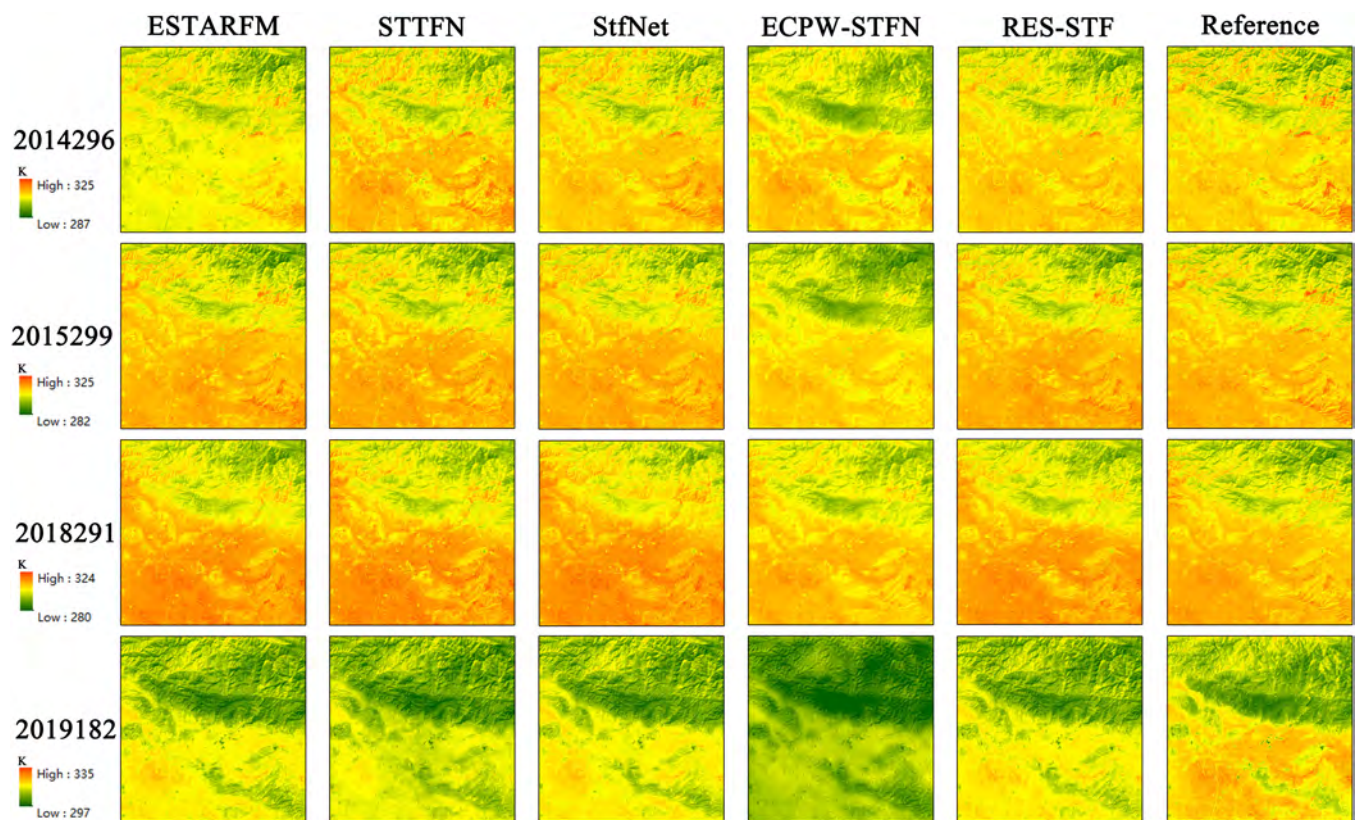 ESTARFM STTFN StfNet ECPW-STFN RES-STF Reference
2014296
K
High : 325
Low : 287
2015299
K
High : 325
Low : 282
2018291
K
High : 324
Low : 280
2019182
K
High : 335
Low : 297